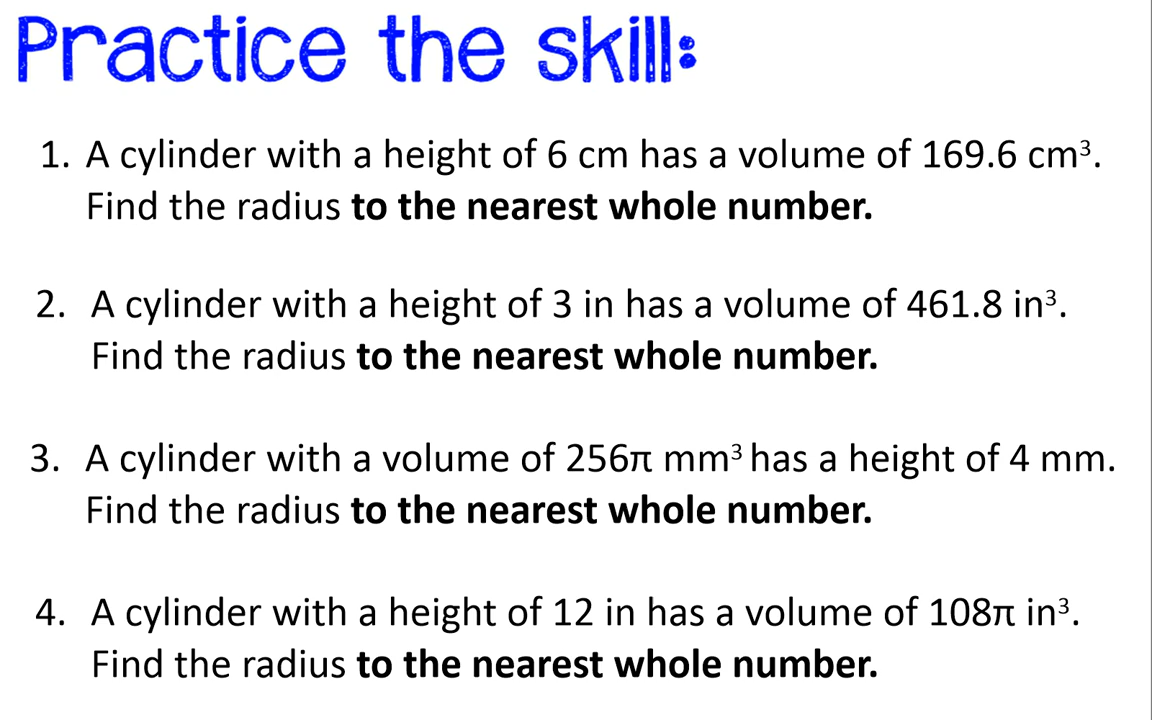 Practice the skill:
1. A cylinder with a height of 6 cm has a volume of 169.6 cm³.
Find the radius to the nearest whole number.
2. A cylinder with a height of 3 in has a volume of 461.8 in³.
Find the radius to the nearest whole number.
3. A cylinder with a volume of 256π mm³ has a height of 4 mm.
Find the radius to the nearest whole number.
4. A cylinder with a height of 12 in has a volume of 108π in³.
Find the radius to the nearest whole number.